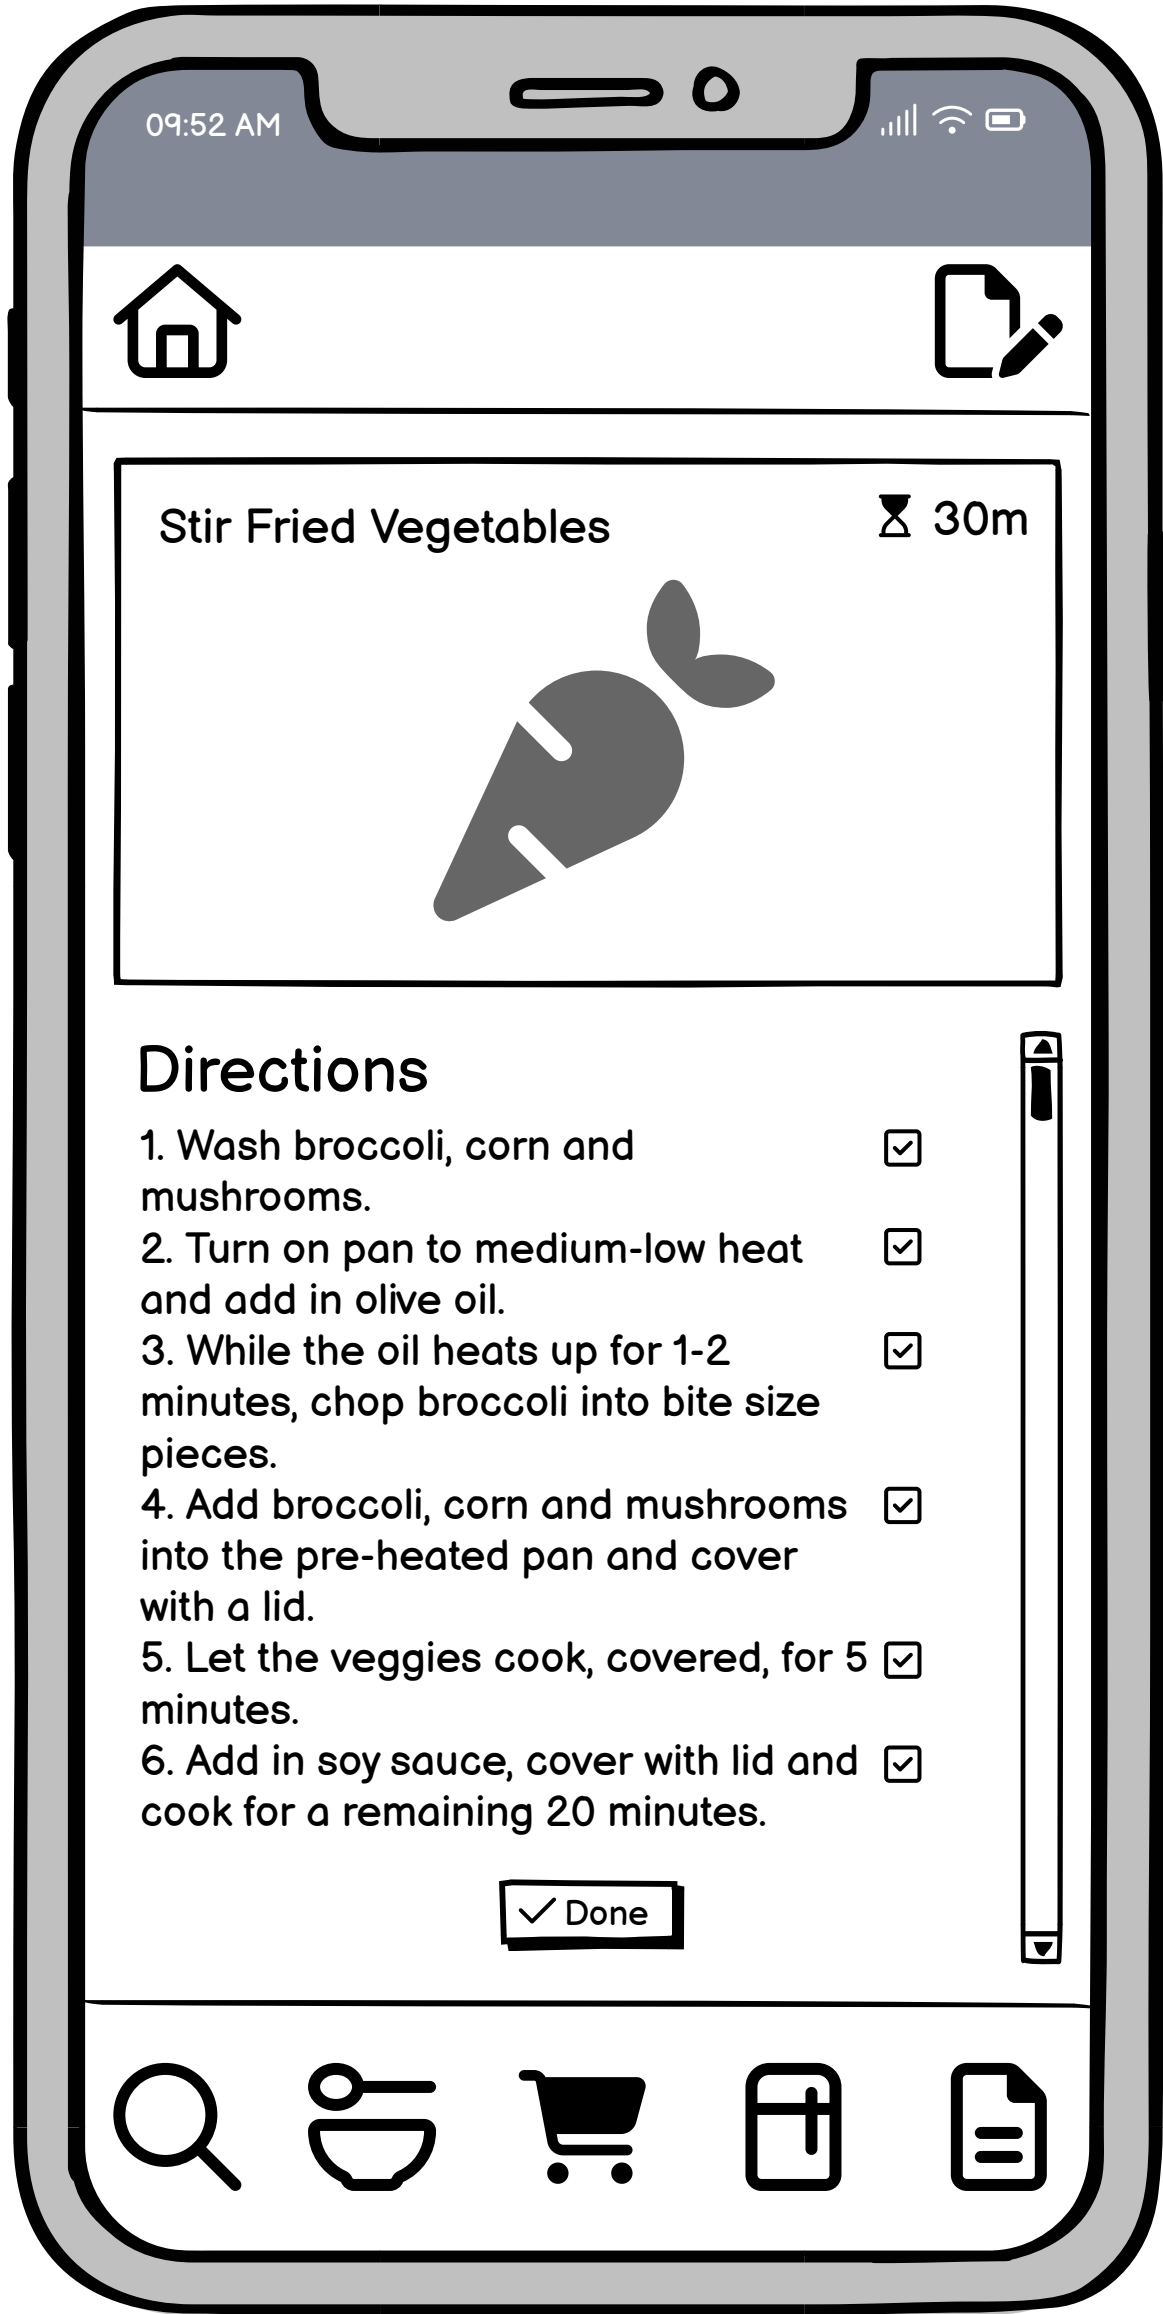 09:52 AM
Stir Fried Vegetables
30m
Directions
1. Wash broccoli, corn and
mushrooms.
2. Turn on pan to medium-low heat
and add in olive oil.
3. While the oil heats up for 1-2
minutes, chop broccoli into bite size
pieces.
4. Add broccoli, corn and mushrooms
into the pre-heated pan and cover
with a lid.
5. Let the veggies cook, covered, for 5
minutes.
6. Add in soy sauce, cover with lid and
cook for a remaining 20 minutes.
Done